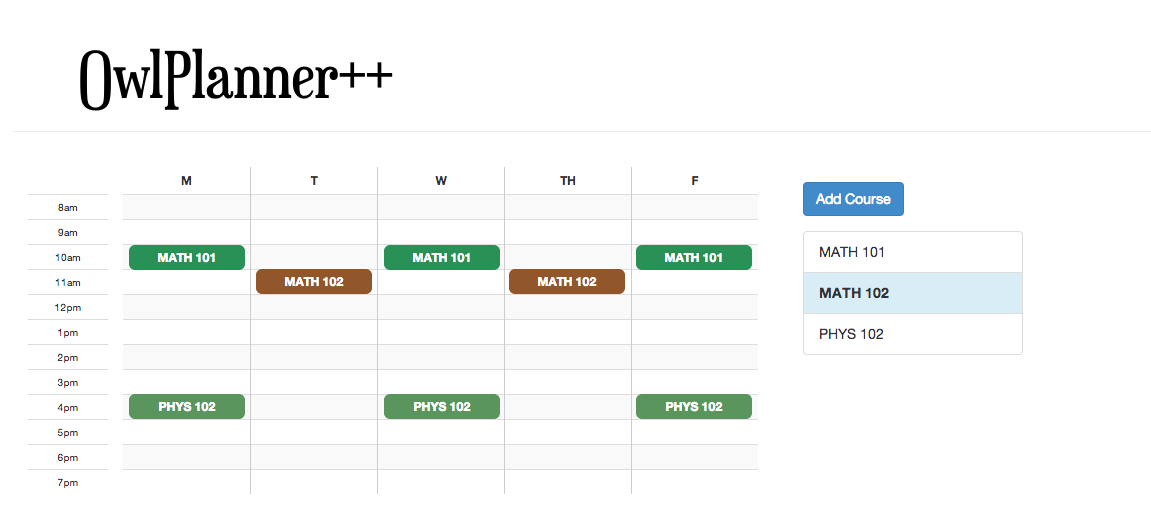 OwlPlanner++
M T W TH F
8am
9am
10am MATH 101 MATH 101 MATH 101
11am MATH 102 MATH 102
12pm
1pm
2pm
3pm
4pm PHYS 102 PHYS 102 PHYS 102
5pm
6pm
7pm
Add Course
MATH 101
MATH 102
PHYS 102